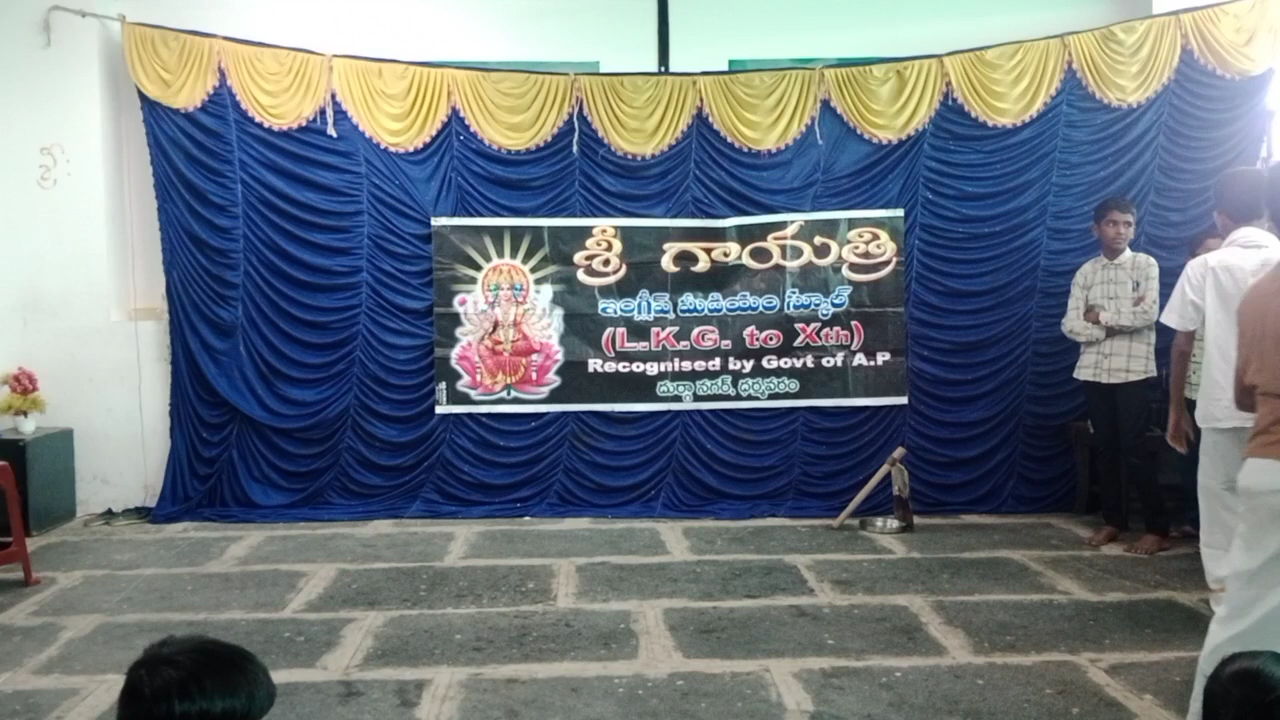 శ్రీ గాయత్రి
ఇంగ్లీష్ మీడియం స్కూల్
(L.K.G. to Xth)
Recognised by Govt of A.P
దుర్గా నగర్, ధర్మవరం